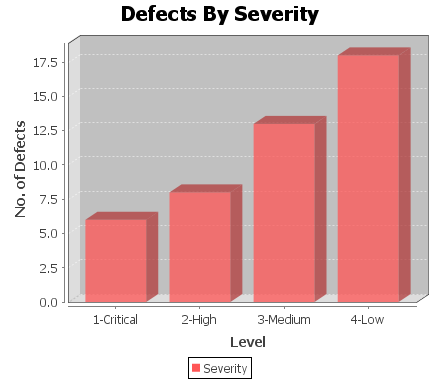 Defects By Severity
No. of Defects
17.5
15.0
12.5
10.0
7.5
5.0
2.5
0.0
1-Critical 2-High 3-Medium 4-Low
Level
Severity